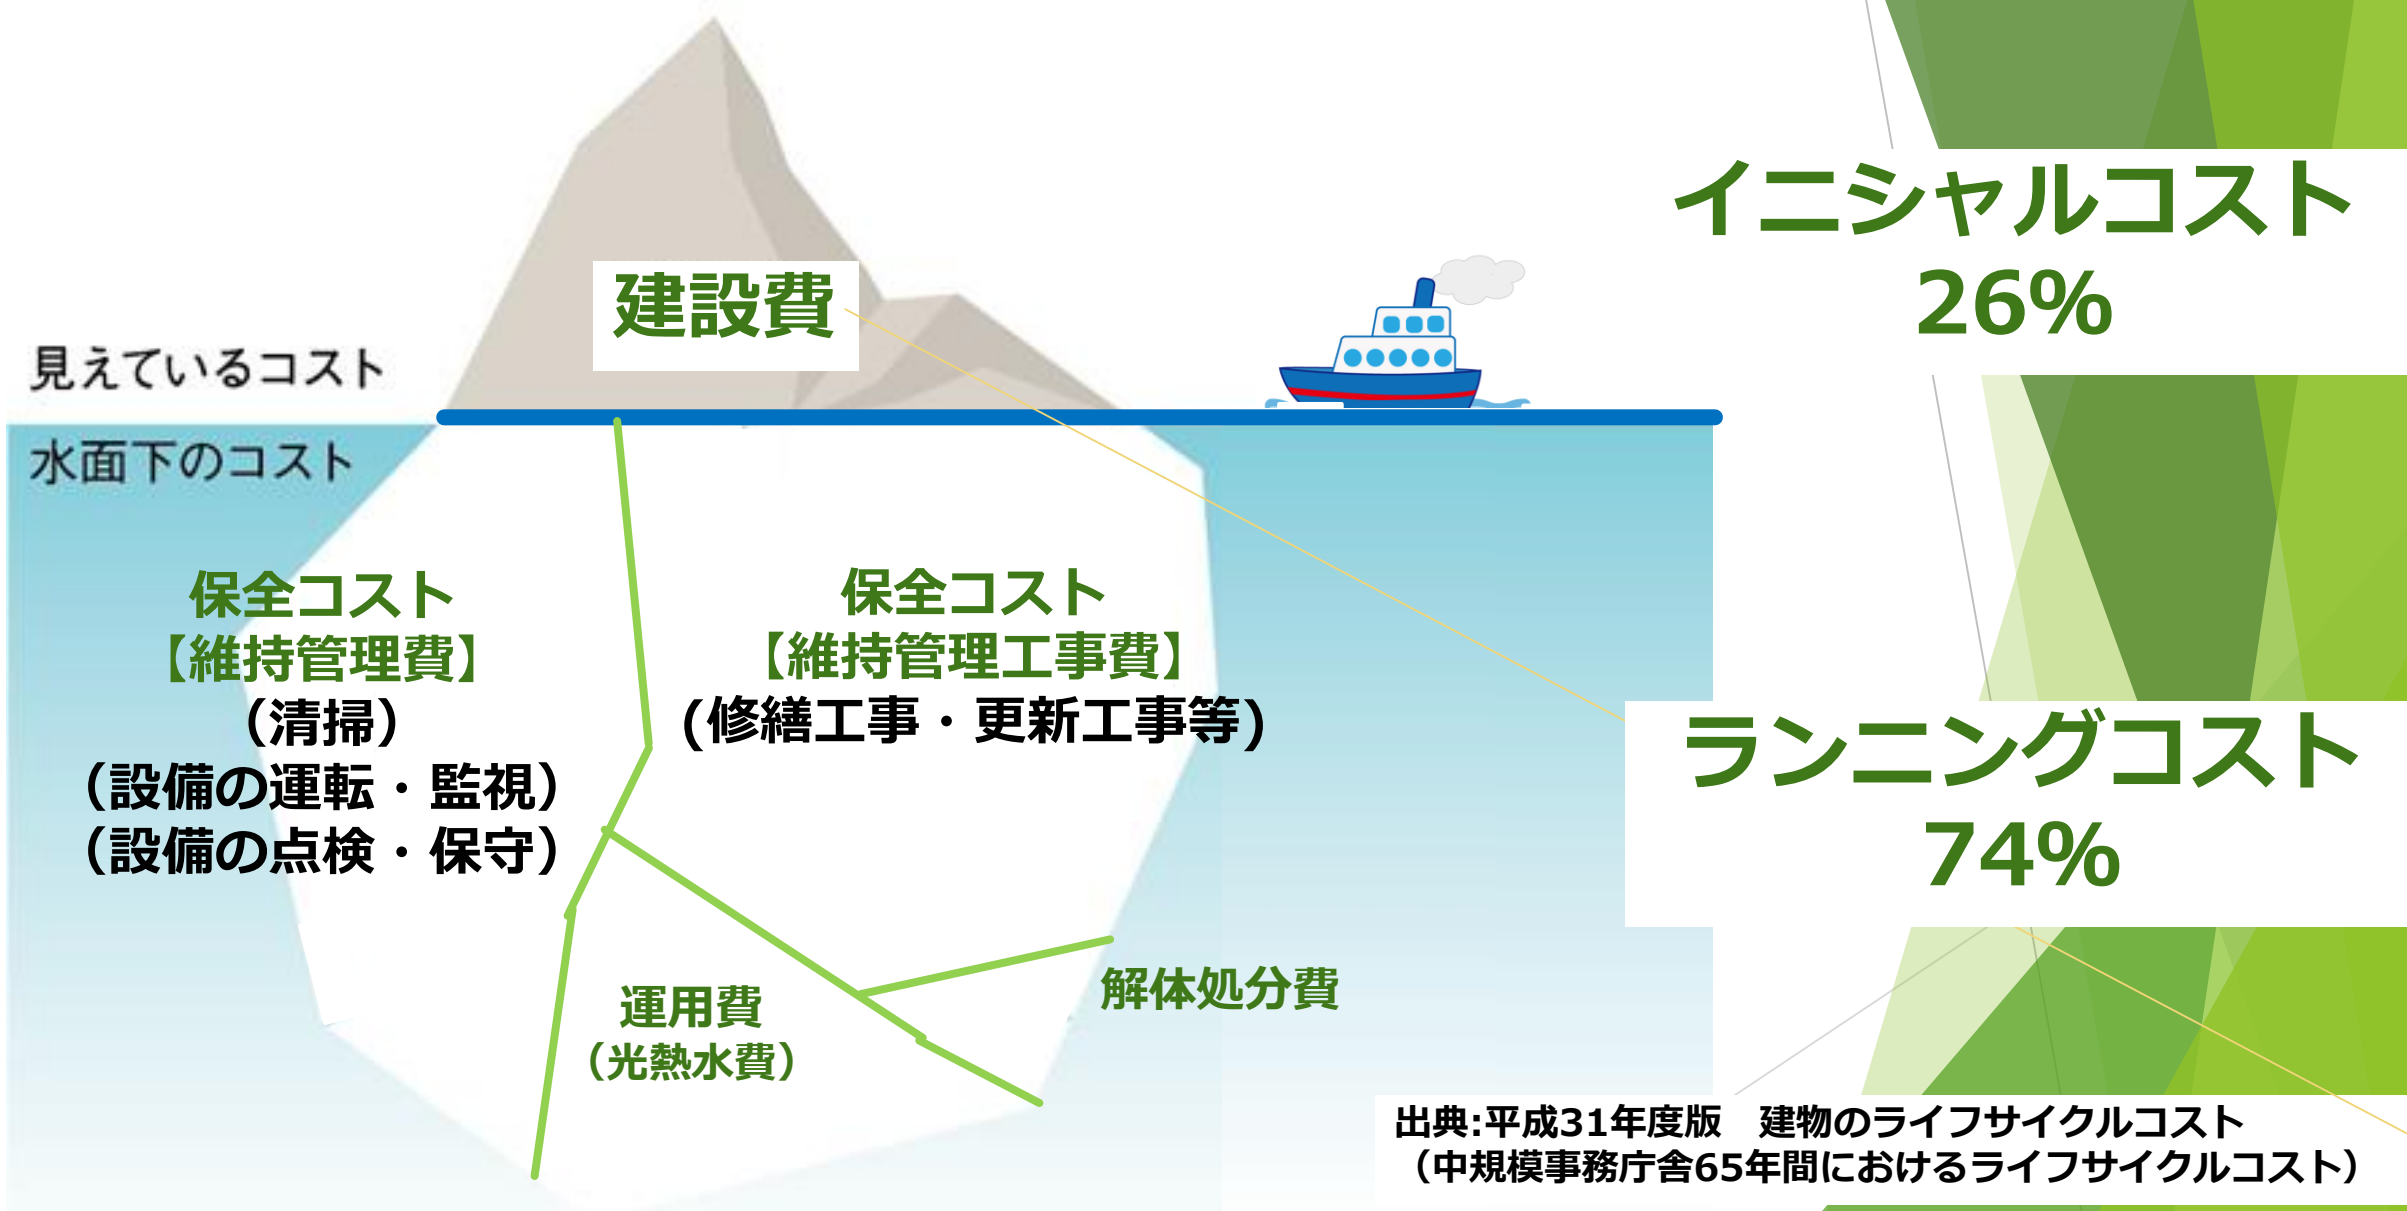 イニシャルコスト
26%
建設費
見えているコスト
水面下のコスト
保全コスト
【維持管理費】
（清掃）
（設備の運転・監視）
（設備の点検・保守）
保全コスト
【維持管理工事費】
(修繕工事・更新工事等)
ランニングコスト
74%
運用費
（光熱水費）
解体処分費
出典:平成31年度版　建物のライフサイクルコスト
（中規模事務庁舎65年間におけるライフサイクルコスト）